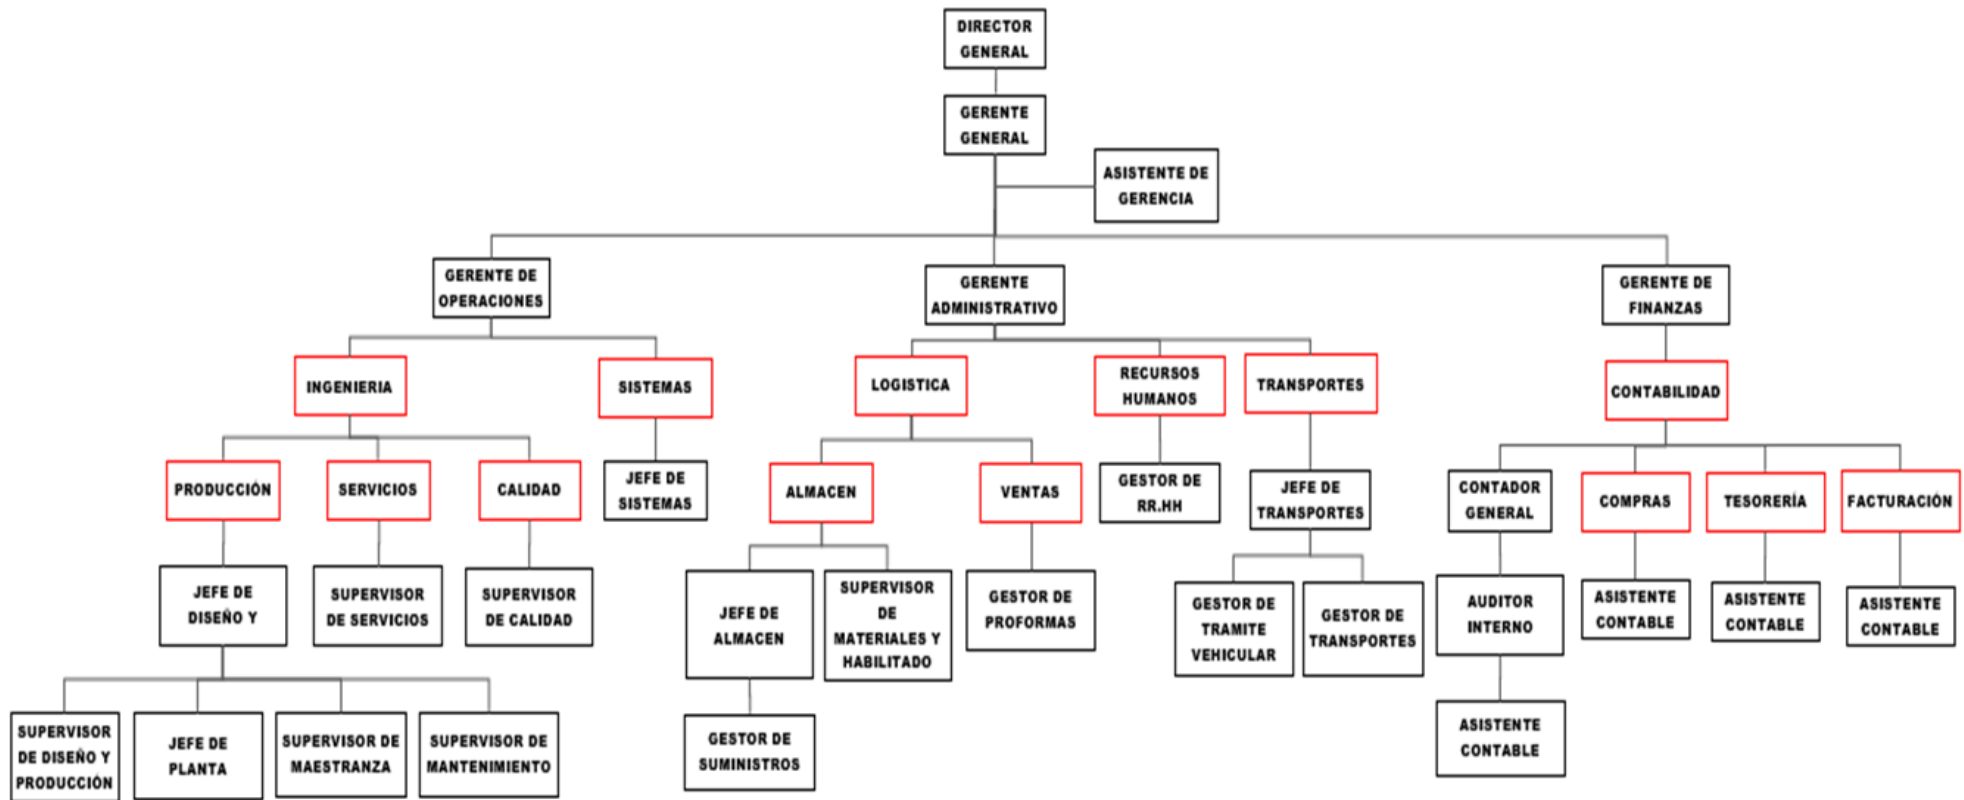 DIRECTOR
GENERAL
GERENTE
GENERAL
ASISTENTE DE
GERENCIA
GERENTE DE
OPERACIONES
GERENTE
ADMINISTRATIVO
GERENTE DE
FINANZAS
INGENIERIA
SISTEMAS
LOGISTICA
RECURSOS
HUMANOS
TRANSPORTES
CONTABILIDAD
PRODUCCIÓN
SERVICIOS
CALIDAD
JEFE DE
SISTEMAS
ALMACEN
VENTAS
GESTOR DE
RR.HH
JEFE DE
TRANSPORTES
CONTADOR
GENERAL
COMPRAS
TESORERÍA
FACTURACIÓN
JEFE DE
DISEÑO Y
SUPERVISOR
DE SERVICIOS
SUPERVISOR
DE CALIDAD
JEFE DE
ALMACEN
SUPERVISOR
DE
MATERIALES Y
HABILITADO
GESTOR DE
PROFORMAS
GESTOR DE
TRAMITE
VEHICULAR
GESTOR DE
TRANSPORTES
AUDITOR
INTERNO
ASISTENTE
CONTABLE
ASISTENTE
CONTABLE
ASISTENTE
CONTABLE
SUPERVISOR
DE DISEÑO Y
PRODUCCIÓN
JEFE DE
PLANTA
SUPERVISOR DE
MAESTRANZA
SUPERVISOR DE
MANTENIMIENTO
GESTOR DE
SUMINISTROS
ASISTENTE
CONTABLE